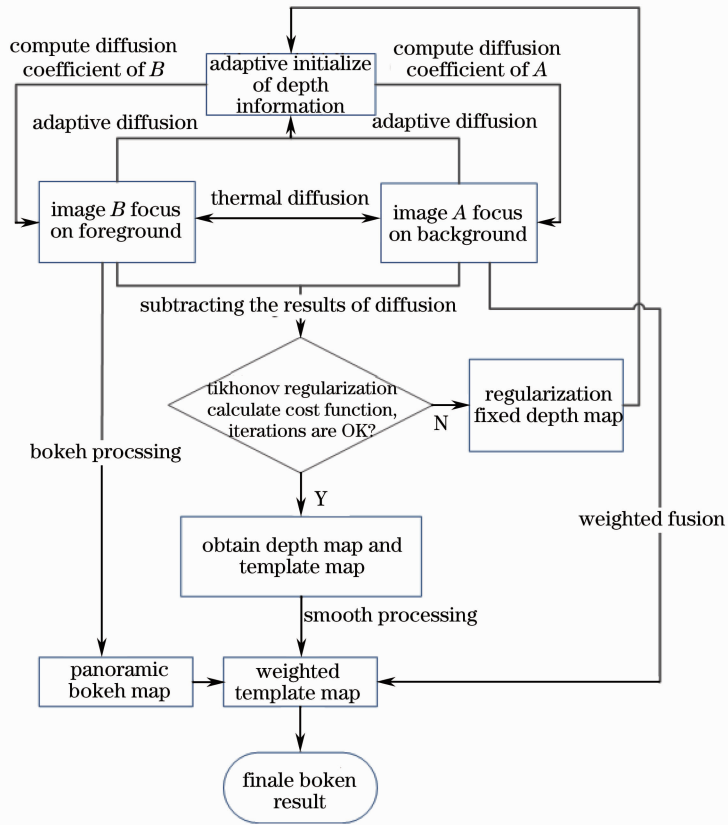 compute diffusion
coefficient of B
adaptive initialize
of depth
information
compute diffusion
coefficient of A
adaptive diffusion
adaptive diffusion
image B focus
on foreground
thermal diffusion
image A focus
on background
subtracting the results of diffusion
tikhonov regularization
calculate cost function,
iterations are OK?
N
regularization
fixed depth map
bokeh procssing
Y
weighted fusion
obtain depth map and
template map
smooth processing
panoramic
bokeh map
weighted
template map
finale boken
result